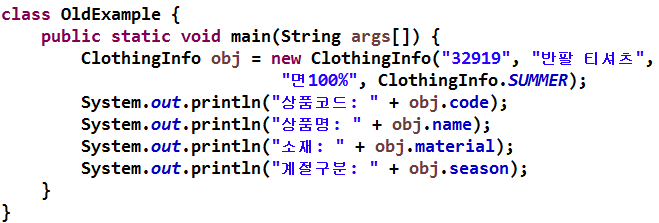 class OldExample {
    public static void main(String args[]) {
        ClothingInfo obj = new ClothingInfo("32919", "반팔 티셔츠",
                            "면100%", ClothingInfo.SUMMER);
        System.out.println("상품코드: " + obj.code);
        System.out.println("상품명: " + obj.name);
        System.out.println("소재: " + obj.material);
        System.out.println("계절구분: " + obj.season);
    }
}